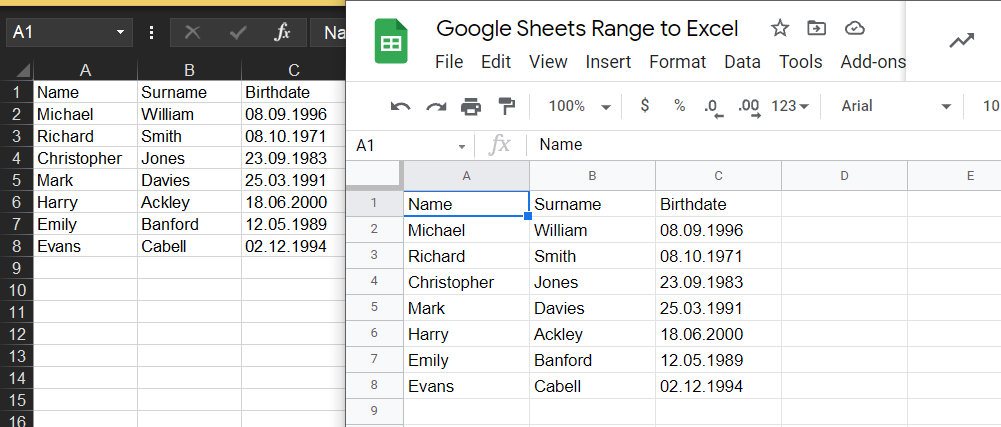 A1 fx Na
A B C
1 Name Surname Birthdate
2 Michael William 08.09.1996
3 Richard Smith 08.10.1971
4 Christopher Jones 23.09.1983
5 Mark Davies 25.03.1991
6 Harry Ackley 18.06.2000
7 Emily Banford 12.05.1989
8 Evans Cabell 02.12.1994
9
10
11
12
13
14
15
16
Google Sheets Range to Excel
File Edit View Insert Format Data Tools Add-ons
100% $ % .0 .00 123 Arial 10
A1 fx Name
A B C D E
1 Name Surname Birthdate
2 Michael William 08.09.1996
3 Richard Smith 08.10.1971
4 Christopher Jones 23.09.1983
5 Mark Davies 25.03.1991
6 Harry Ackley 18.06.2000
7 Emily Banford 12.05.1989
8 Evans Cabell 02.12.1994
9